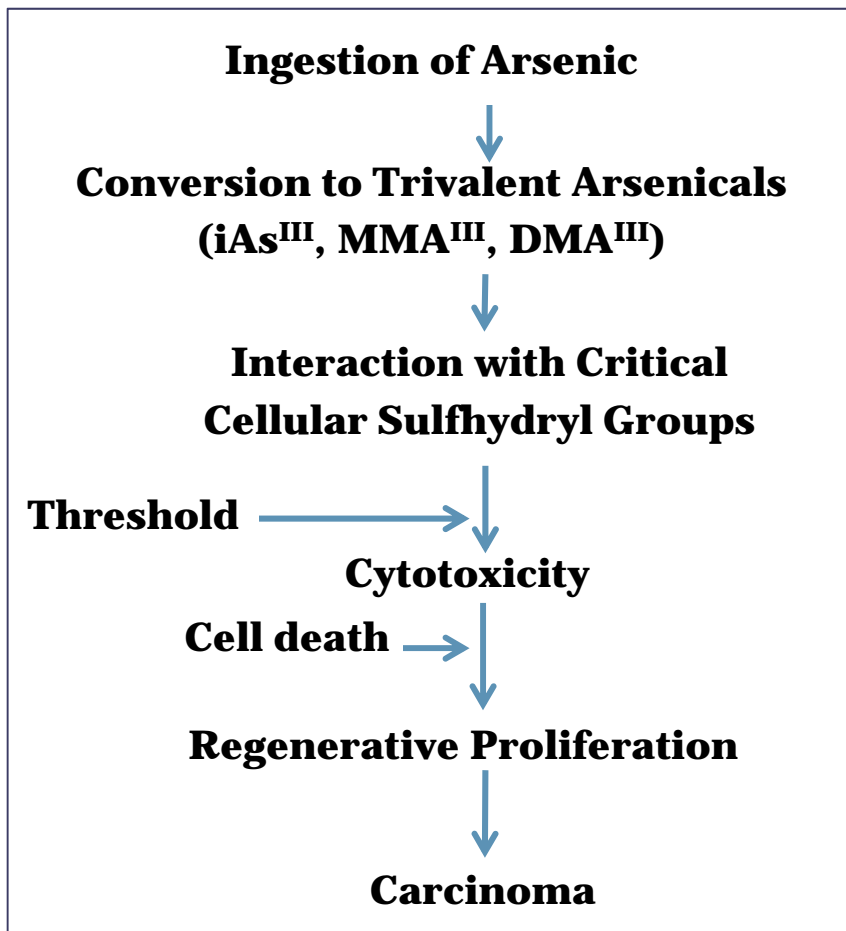 Ingestion of Arsenic
Conversion to Trivalent Arsenicals
(iAsᴵᴵᴵ, MMAᴵᴵᴵ, DMAᴵᴵᴵ)
Interaction with Critical
Cellular Sulfhydryl Groups
Threshold
Cytotoxicity
Cell death
Regenerative Proliferation
Carcinoma